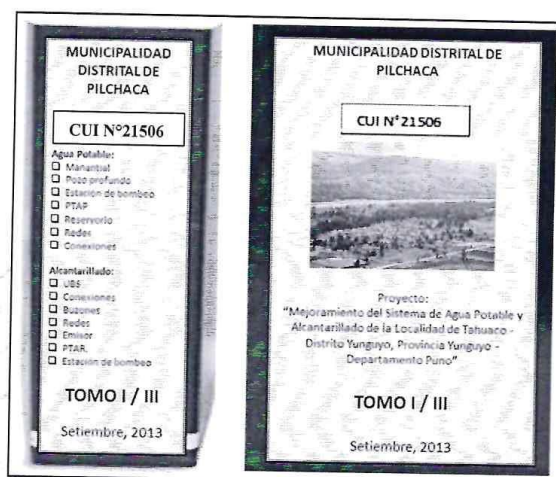 MUNICIPALIDAD
DISTRITAL DE
PILCHACA
CUI N°21506
Agua Potable:
❑ Manantial
❑ Pozo profundo
❑ Estación de bombeo
❑ PTAP
❑ Reservorio
❑ Redes
❑ Conexiones
Alcantarillado:
❑ UBS
❑ Conexiones
❑ Buzones
❑ Redes
❑ Emisor
❑ PTAR.
❑ Estación de bombeo
TOMO I / III
Setiembre, 2013
MUNICIPALIDAD DISTRITAL DE
PILCHACA
CUI N°21506
Proyecto:
"Mejoramiento del Sistema de Agua Potable y
Alcantarillado de la Localidad de Tahuaco -
Distrito Yunguyo, Provincia Yunguyo -
Departamento Puno"
TOMO I / III
Setiembre, 2013